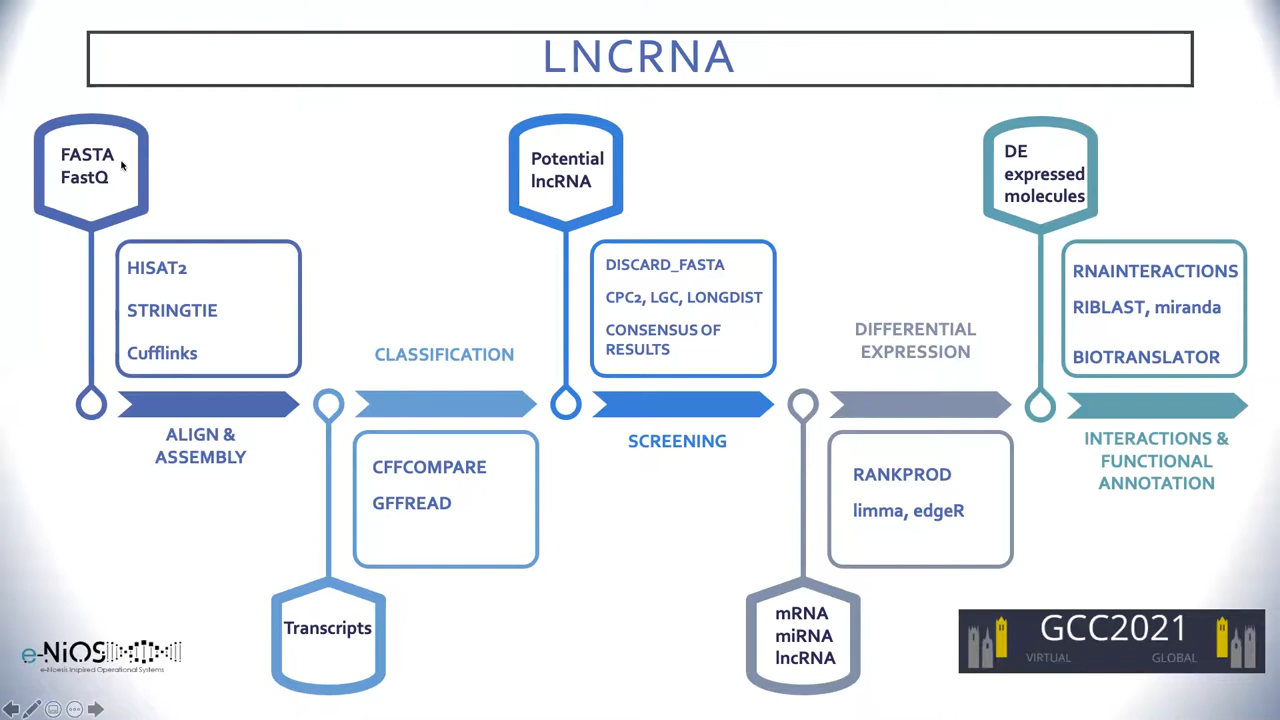 LNCRNA
FASTA
FastQ
HISAT2
STRINGTIE
Cufflinks
ALIGN &
ASSEMBLY
Transcripts
CLASSIFICATION
CFFCOMPARE
GFFREAD
Potential
lncRNA
DISCARD_FASTA
CPC2, LGC, LONGDIST
CONSENSUS OF
RESULTS
SCREENING
mRNA
miRNA
lncRNA
DIFFERENTIAL
EXPRESSION
RANKPROD
limma, edgeR
DE
expressed
molecules
RNAINTERACTIONS
RIBLAST, miranda
BIOTRANSLATOR
INTERACTIONS &
FUNCTIONAL
ANNOTATION
e-NiOS
e-Noesis Inspired Operational Systems
GCC2021
VIRTUAL GLOBAL